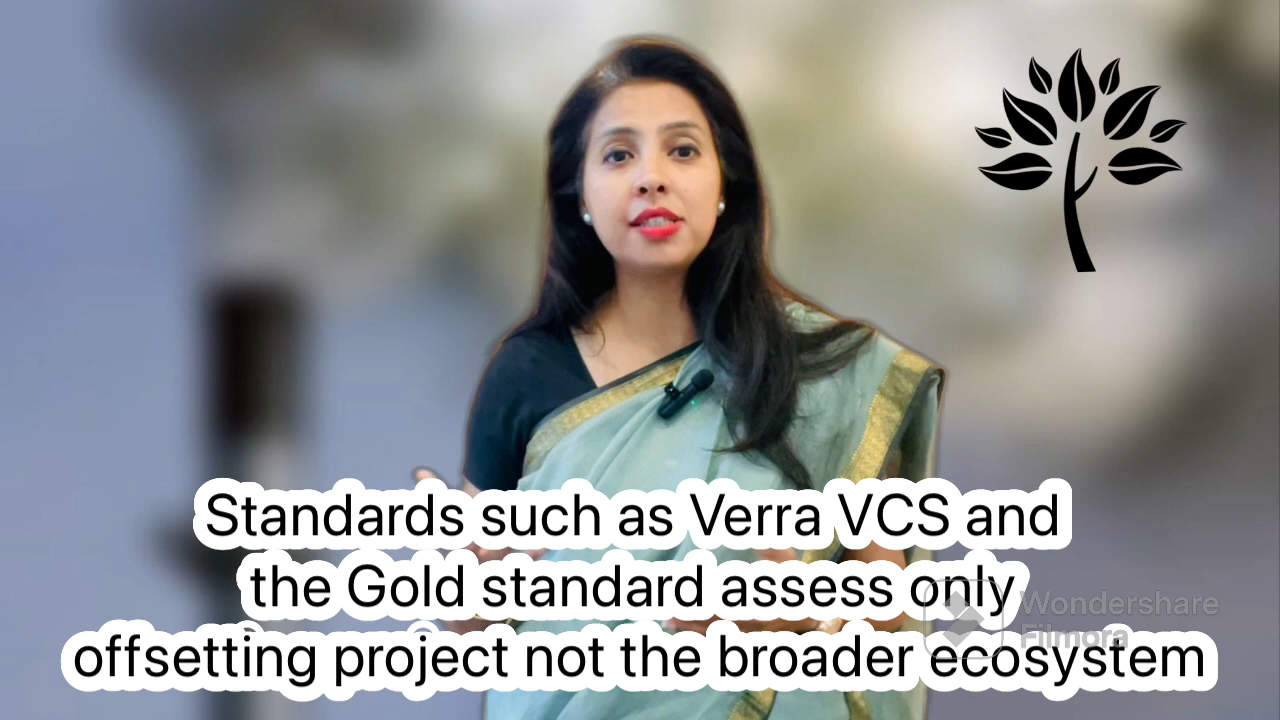 Standards such as Verra VCS and
the Gold standard assess only
offsetting project not the broader ecosystem
Wondershare
Filmora